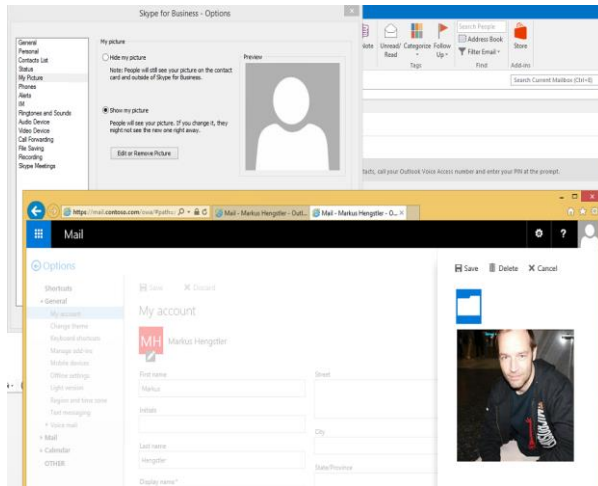 Skype for Business - Options
General
Personal
Contacts List
Status
My Picture
Phones
Alerts
IM
Ringtones and Sounds
Audio Device
Video Device
Call Forwarding
File Saving
Recording
Skype Meetings
My picture
Hide my picture
Note: People will still see your picture on the contact
card and outside of Skype for Business.
Show my picture
People will see your picture. If you change it, they
might not see the new one right away.
Edit or Remove Picture
Preview
Unread/
Read
Categorize
Follow
Up
Tags
Search People
Address Book
Filter Email
Find
Store
Add-ins
Search Current Mailbox (Ctrl+E)
call your Outlook Voice Access number and enter your PIN at the prompt.
https://mail.contoso.com/owa/#path=
Mail - Markus Hengstler - Outl...
Mail - Markus Hengstler - O...
Mail
?
Options
Shortcuts
General
My account
Change theme
Keyboard shortcuts
Manage add-ins
Mobile devices
Offline settings
Light version
Region and time zone
Text messaging
Voice mail
Mail
Calendar
OTHER
Save
Discard
My account
MH
Markus Hengstler
First name
Markus
Initials
Last name
Hengstler
Display name*
Street
City
State/Province
Save
Delete
Cancel